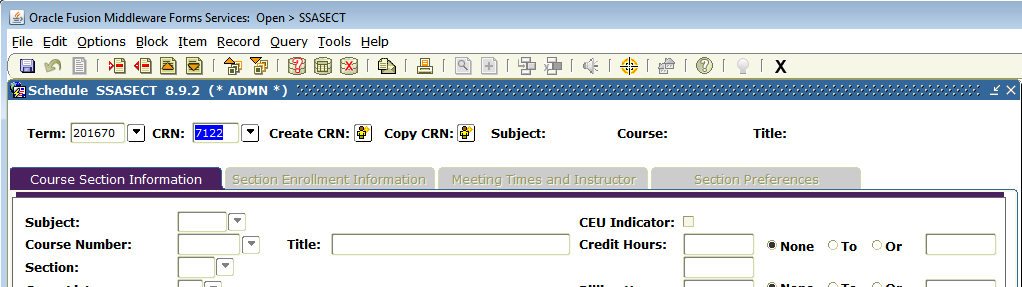 Oracle Fusion Middleware Forms Services: Open > SSASECT
File Edit Options Block Item Record Query Tools Help
X
Schedule SSASECT 8.9.2 (* ADMN *)
Term: 201670 CRN: 7122 Create CRN: Copy CRN: Subject: Course: Title:
Course Section Information Section Enrollment Information Meeting Times and Instructor Section Preferences
Subject: CEU Indicator:
Course Number: Title: Credit Hours: None To Or
Section:
None To Or